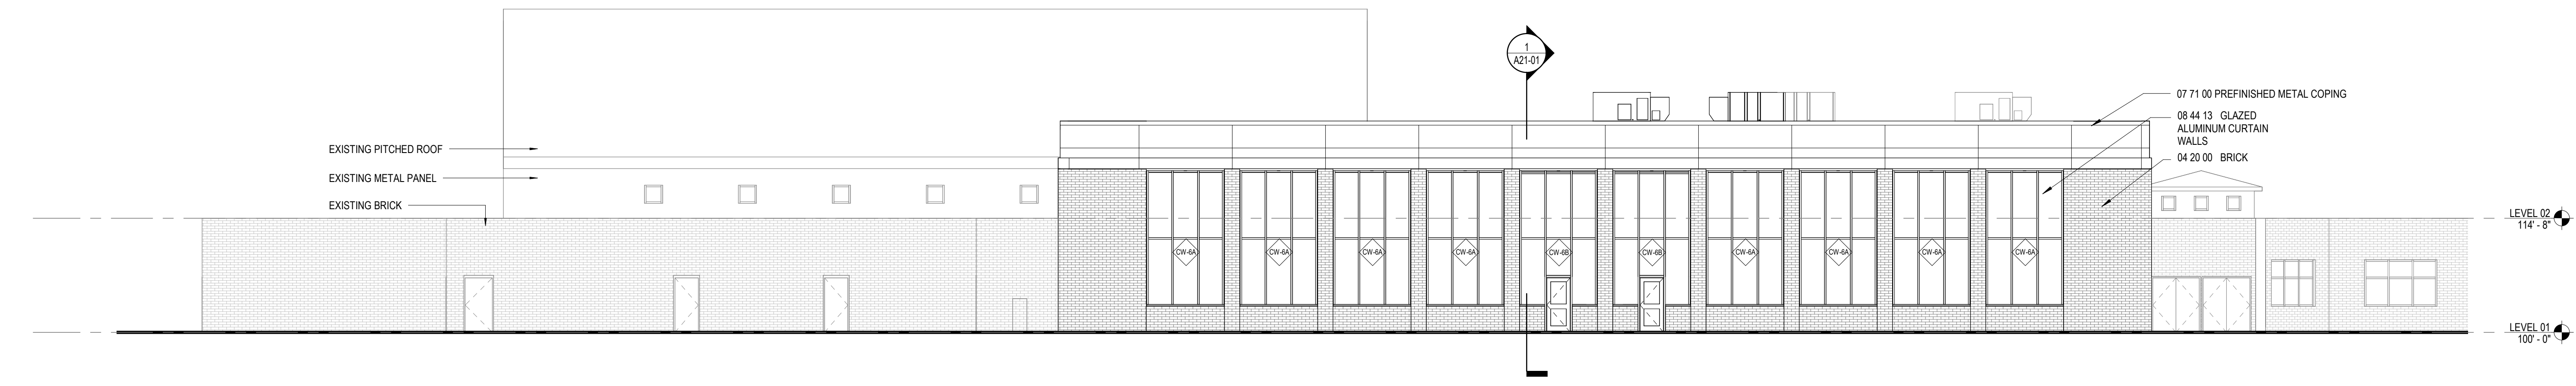 1
A21-01
07 71 00 PREFINISHED METAL COPING
08 44 13 GLAZED
ALUMINUM CURTAIN
WALLS
04 20 00 BRICK
EXISTING PITCHED ROOF
EXISTING METAL PANEL
EXISTING BRICK
LEVEL 02
114' - 8"
CW-6A
CW-6A
CW-6A
CW-6A
CW-6B
CW-6B
CW-6A
CW-6A
CW-6A
CW-6A
LEVEL 01
100' - 0"